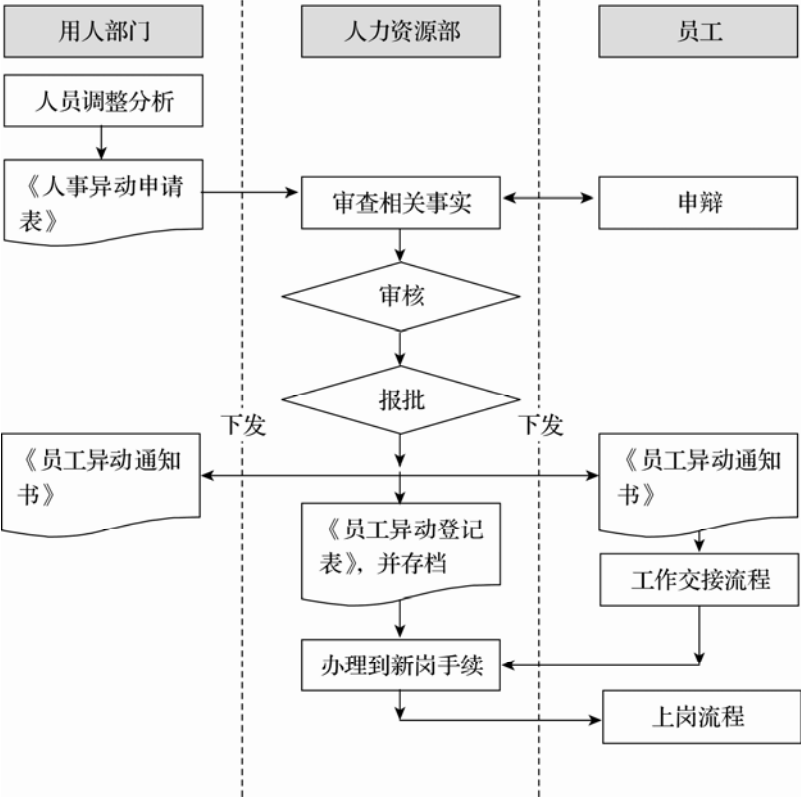 用人部门
人力资源部
员工
人员调整分析
《人事异动申请
表》
审查相关事实
申辩
审核
报批
下发
下发
《员工异动通知
书》
《员工异动通知
书》
《员工异动登记
表》，并存档
工作交接流程
办理到新岗手续
上岗流程